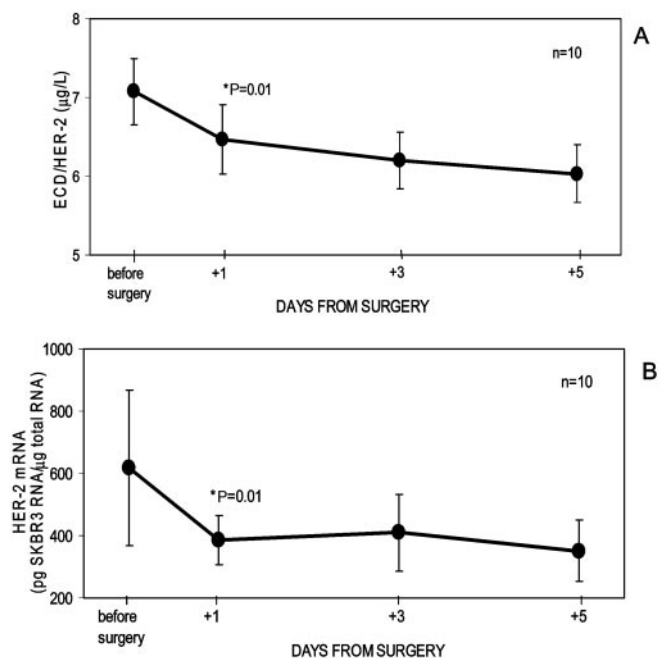 A
n=10
8
7
6
5
ECD/HER-2 (µg/L)
*P=0.01
before
surgery
+1
+3
+5
DAYS FROM SURGERY
B
n=10
1000
800
600
400
200
HER-2 mRNA
(pg SKBR3 RNA/µg total RNA)
*P=0.01
before
surgery
+1
+3
+5
DAYS FROM SURGERY